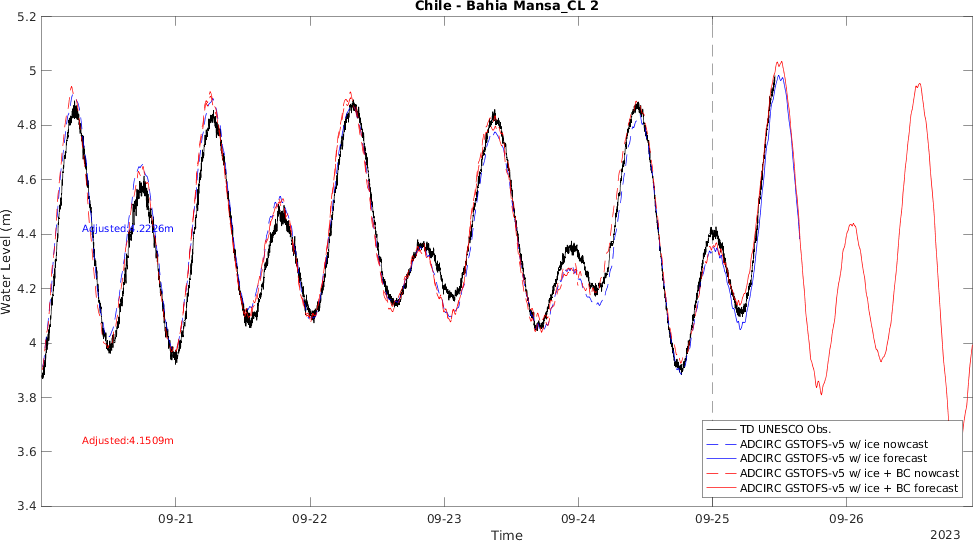 Chile - Bahia Mansa_CL 2
5.2
5
4.8
4.6
4.4
4.2
4
3.8
3.6
3.4
Water Level (m)
Adjusted:4.1509m
TD UNESCO Obs.
ADCIRC GSTOFS-v5 w/ ice nowcast
ADCIRC GSTOFS-v5 w/ ice forecast
ADCIRC GSTOFS-v5 w/ ice + BC nowcast
ADCIRC GSTOFS-v5 w/ ice + BC forecast
09-21
09-22
09-23
09-24
09-25
09-26
Time
2023